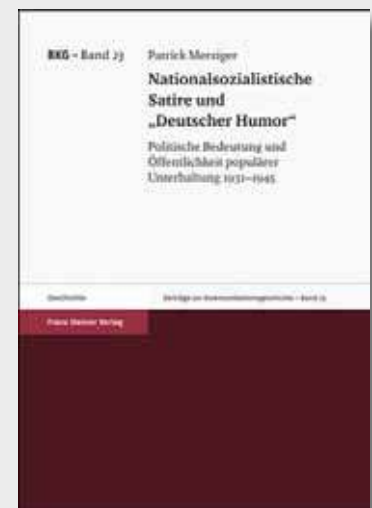 BKG – Band 23
Patrick Merziger
Nationalsozialistische
Satire und
„Deutscher Humor“
Politische Bedeutung und
Öffentlichkeit populärer
Unterhaltung 1931–1945
Geschichte
Beiträge zur Kommunikationsgeschichte – Band 23
Franz Steiner Verlag